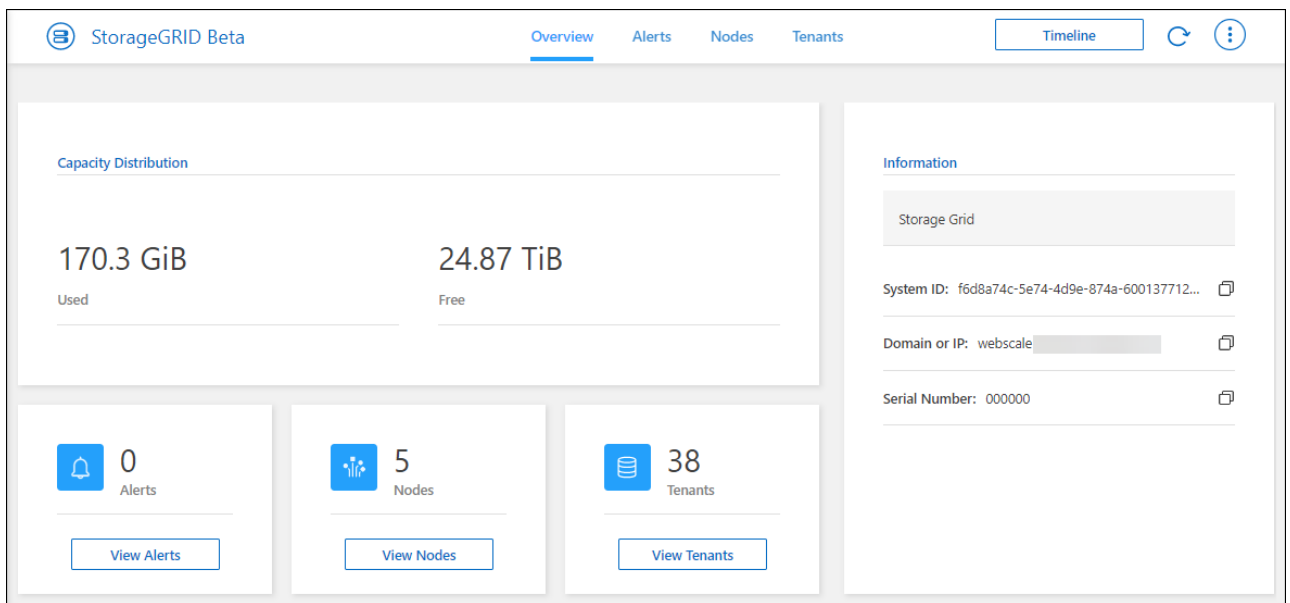 StorageGRID Beta
Overview
Alerts
Nodes
Tenants
Timeline
Capacity Distribution
170.3 GiB
Used
24.87 TiB
Free
Information
Storage Grid
System ID: f6d8a74c-5e74-4d9e-874a-600137712...
Domain or IP: webscale
Serial Number: 000000
0
Alerts
View Alerts
5
Nodes
View Nodes
38
Tenants
View Tenants